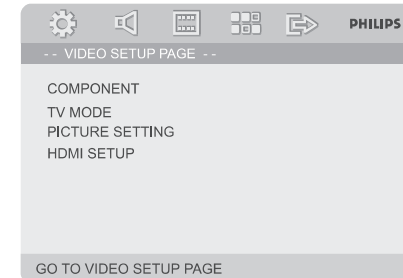 PHILIPS
-- VIDEO SETUP PAGE --
COMPONENT
TV MODE
PICTURE SETTING
HDMI SETUP
GO TO VIDEO SETUP PAGE